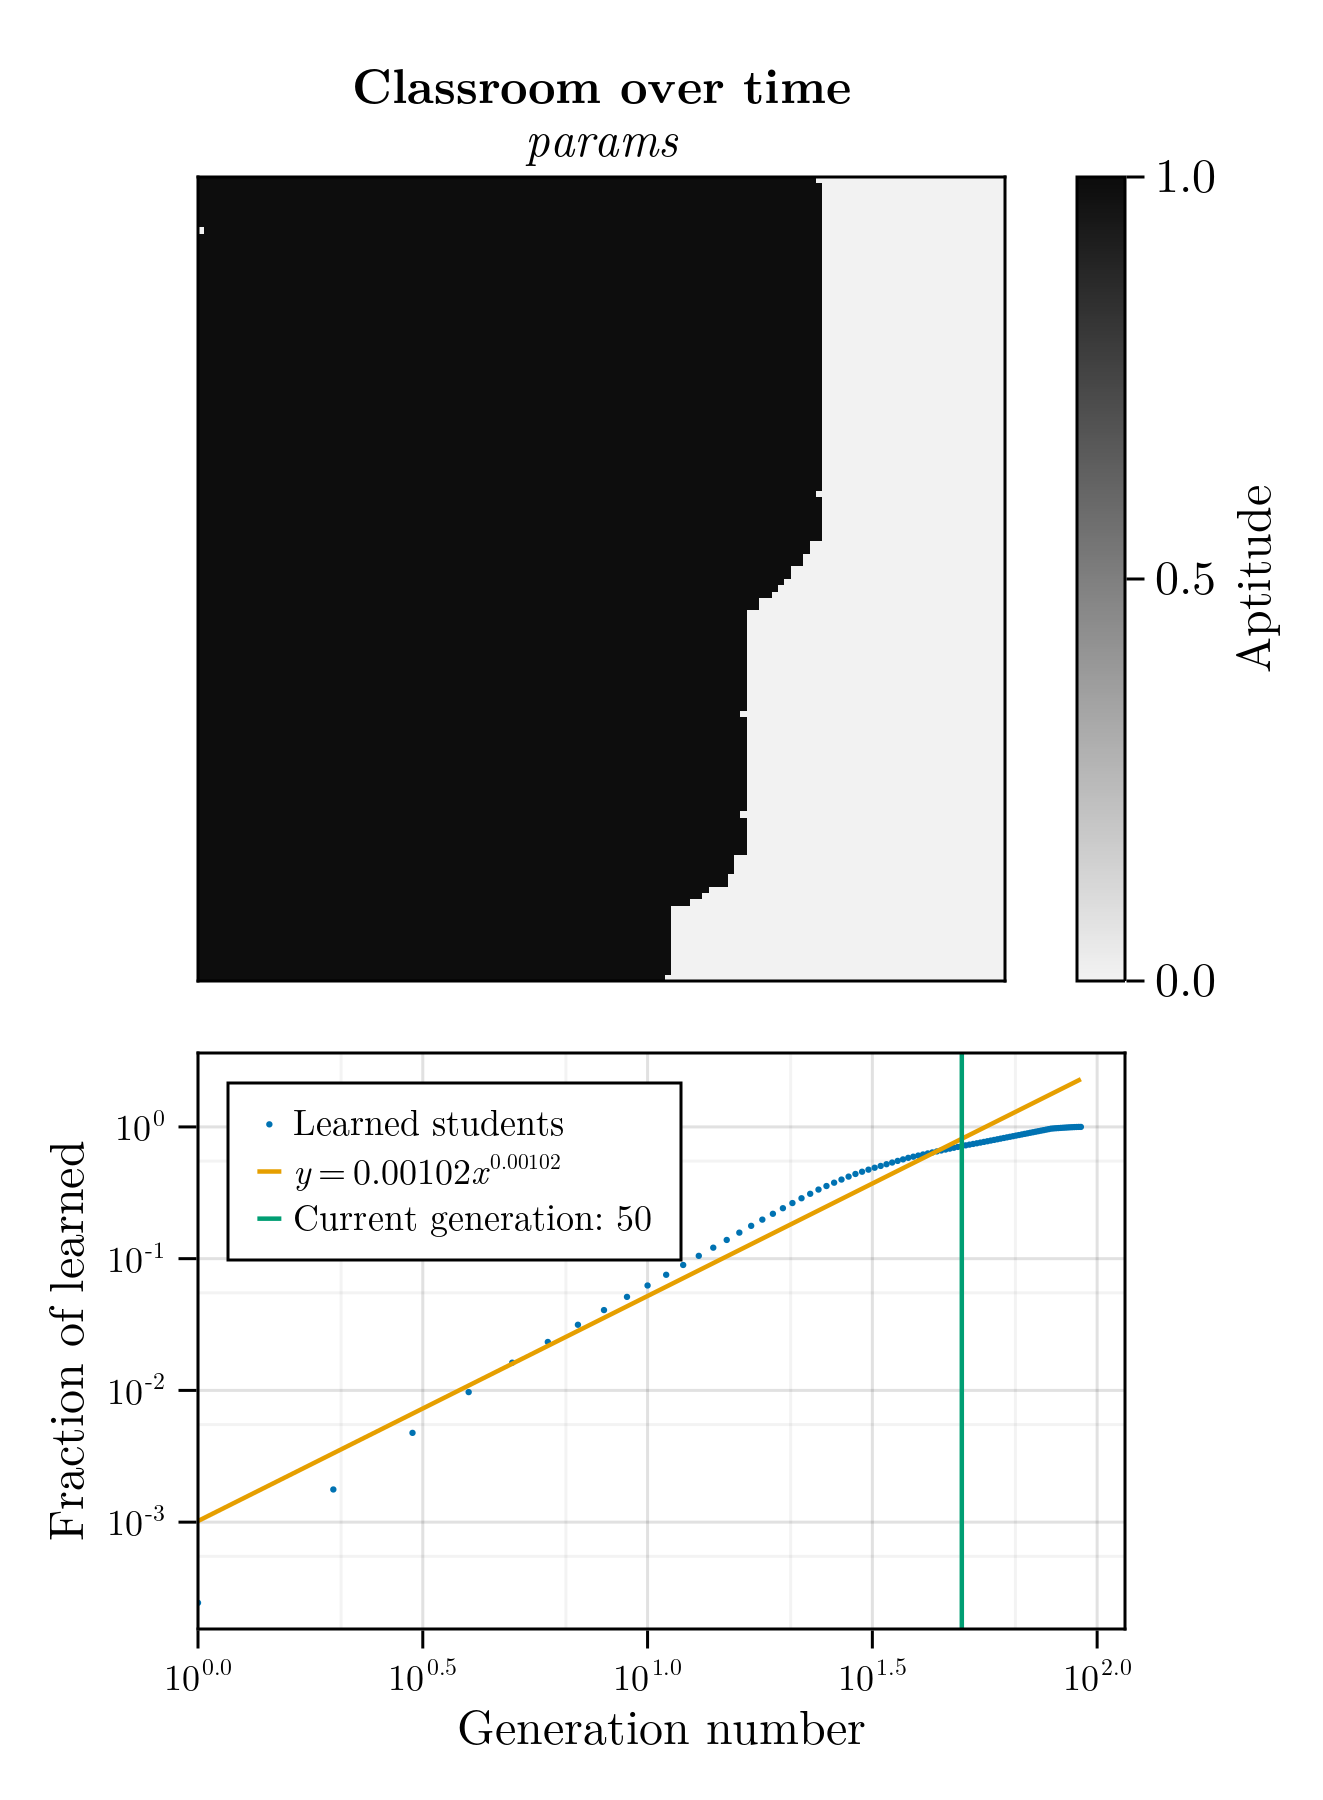 Classroom over time
params
1.0
0.5
0.0
Aptitude
Learned students
y = 0.00102x^0.00102
Current generation: 50
10^0
10^-1
10^-2
10^-3
Fraction of learned
10^0.0 10^0.5 10^1.0 10^1.5 10^2.0
Generation number